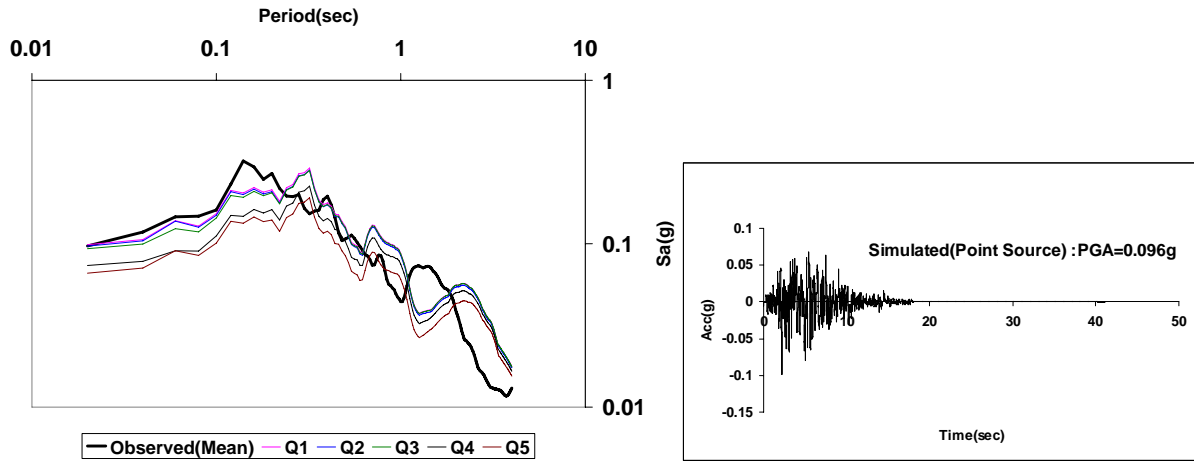 Period(sec)
0.01 0.1 1 10
1
0.1
0.01
Sa(g)
Observed(Mean) Q1 Q2 Q3 Q4 Q5
Simulated(Point Source) :PGA=0.096g
0.1
0.05
0
-0.05
-0.1
-0.15
Acc(g)
0 10 20 30 40 50
Time(sec)